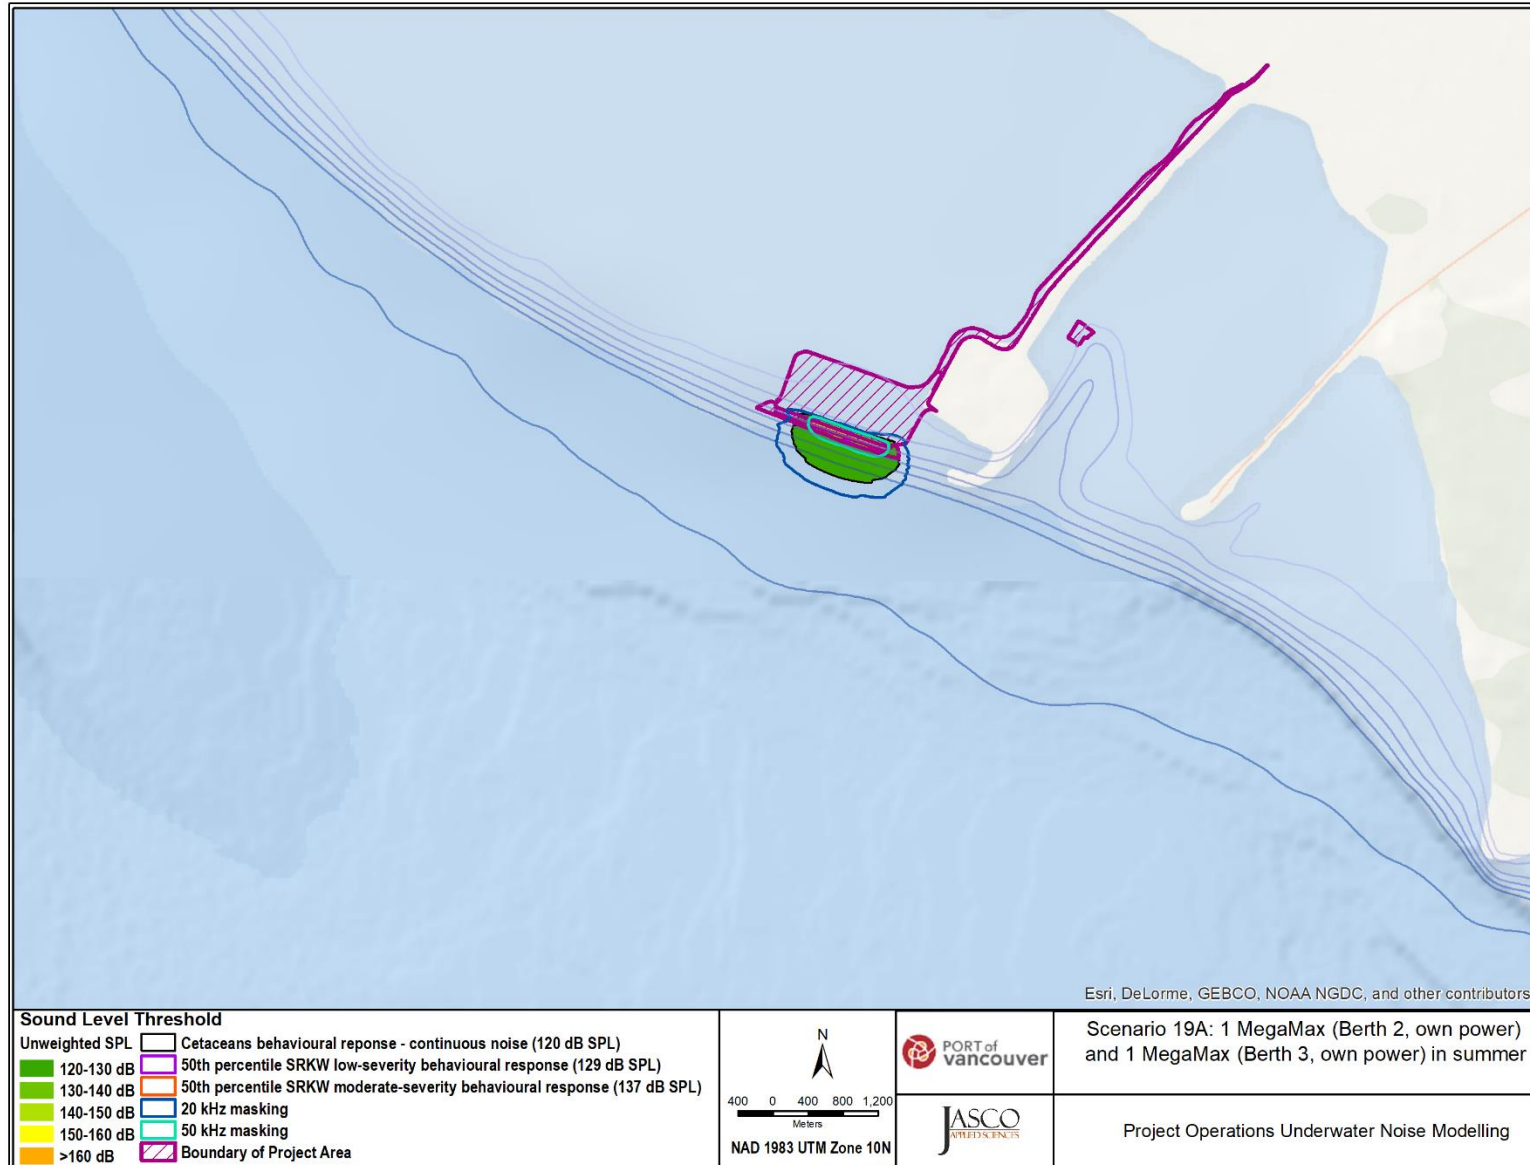 Esri, DeLorme, GEBCO, NOAA NGDC, and other contributors
Sound Level Threshold
Unweighted SPL
120-130 dB
130-140 dB
140-150 dB
150-160 dB
>160 dB
Cetaceans behavioural reponse - continuous noise (120 dB SPL)
50th percentile SRKW low-severity behavioural response (129 dB SPL)
50th percentile SRKW moderate-severity behavioural response (137 dB SPL)
20 kHz masking
50 kHz masking
Boundary of Project Area
N
400 0 400 800 1,200
Meters
NAD 1983 UTM Zone 10N
PORT of
vancouver
JASCO
APPLIED SCIENCES
Scenario 19A: 1 MegaMax (Berth 2, own power)
and 1 MegaMax (Berth 3, own power) in summer
Project Operations Underwater Noise Modelling